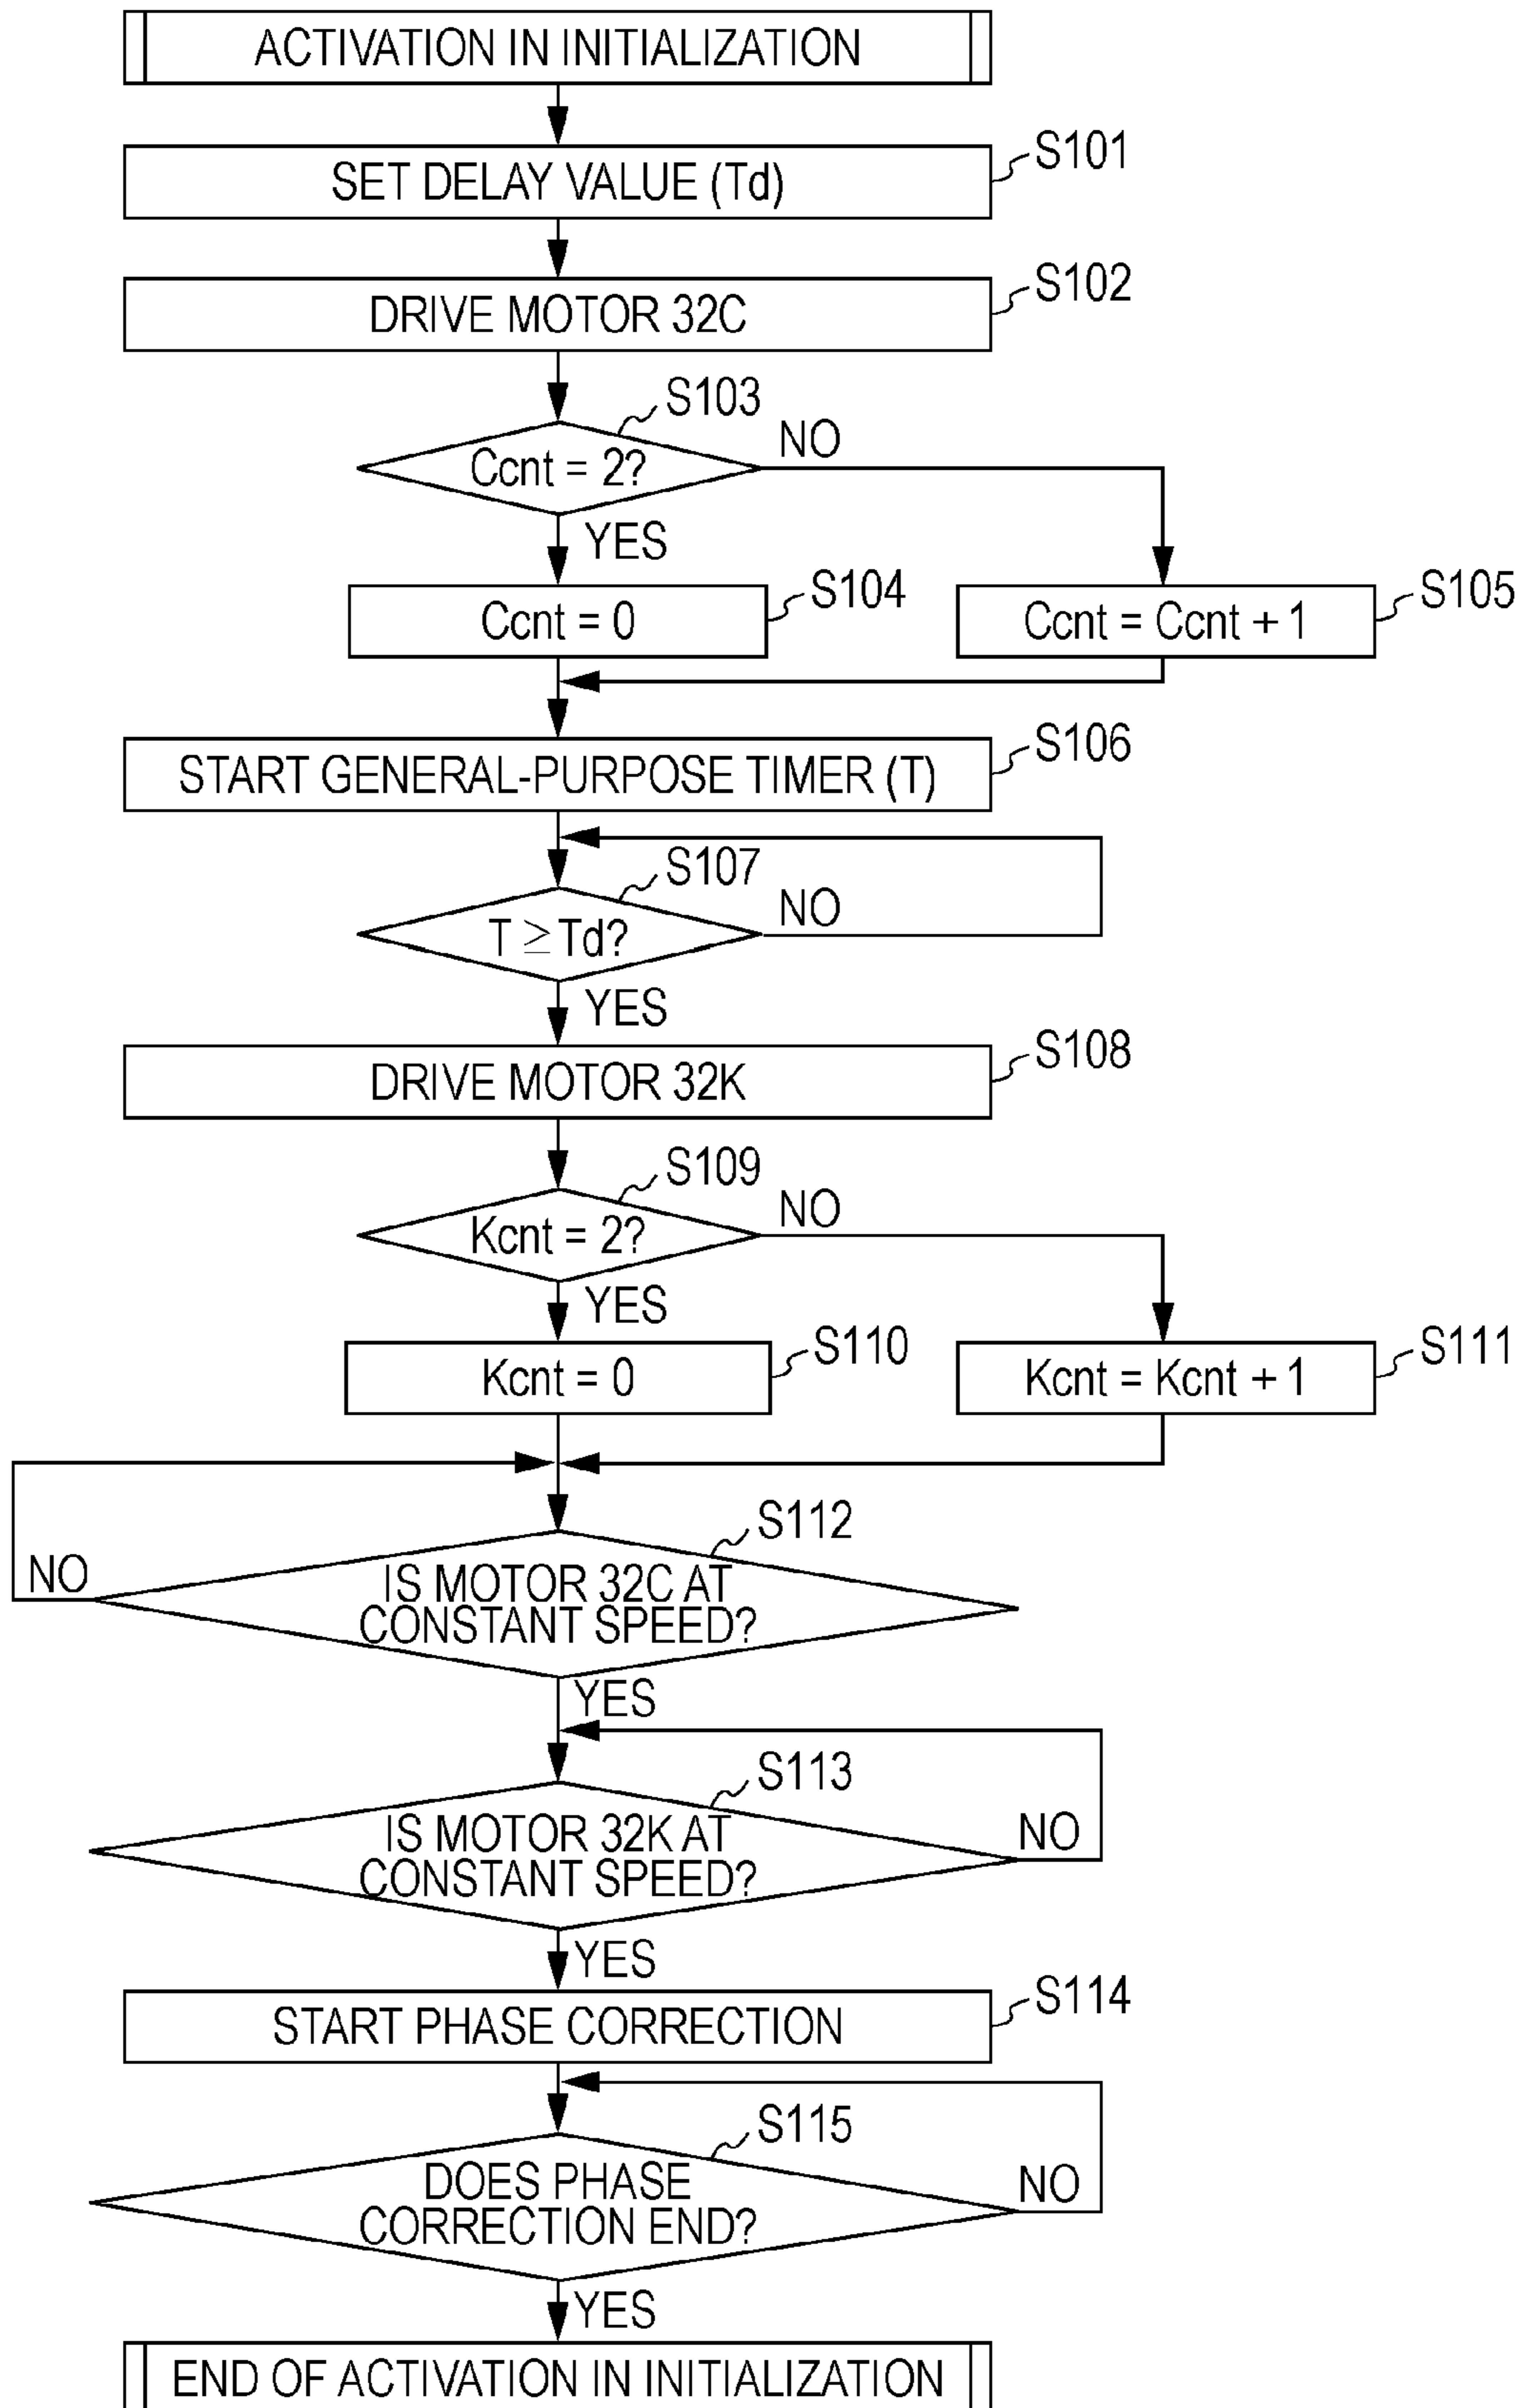 ACTIVATION IN INITIALIZATION
SET DELAY VALUE (Td)
S101
DRIVE MOTOR 32C
S102
S103
Ccnt = 2?
NO
YES
Ccnt = 0
S104
Ccnt = Ccnt + 1
S105
START GENERAL-PURPOSE TIMER (T)
S106
S107
T ≧ Td?
NO
YES
DRIVE MOTOR 32K
S108
S109
Kcnt = 2?
NO
YES
Kcnt = 0
S110
Kcnt = Kcnt + 1
S111
S112
NO
IS MOTOR 32C AT
CONSTANT SPEED?
YES
S113
IS MOTOR 32K AT
CONSTANT SPEED?
NO
YES
START PHASE CORRECTION
S114
S115
DOES PHASE
CORRECTION END?
NO
YES
END OF ACTIVATION IN INITIALIZATION